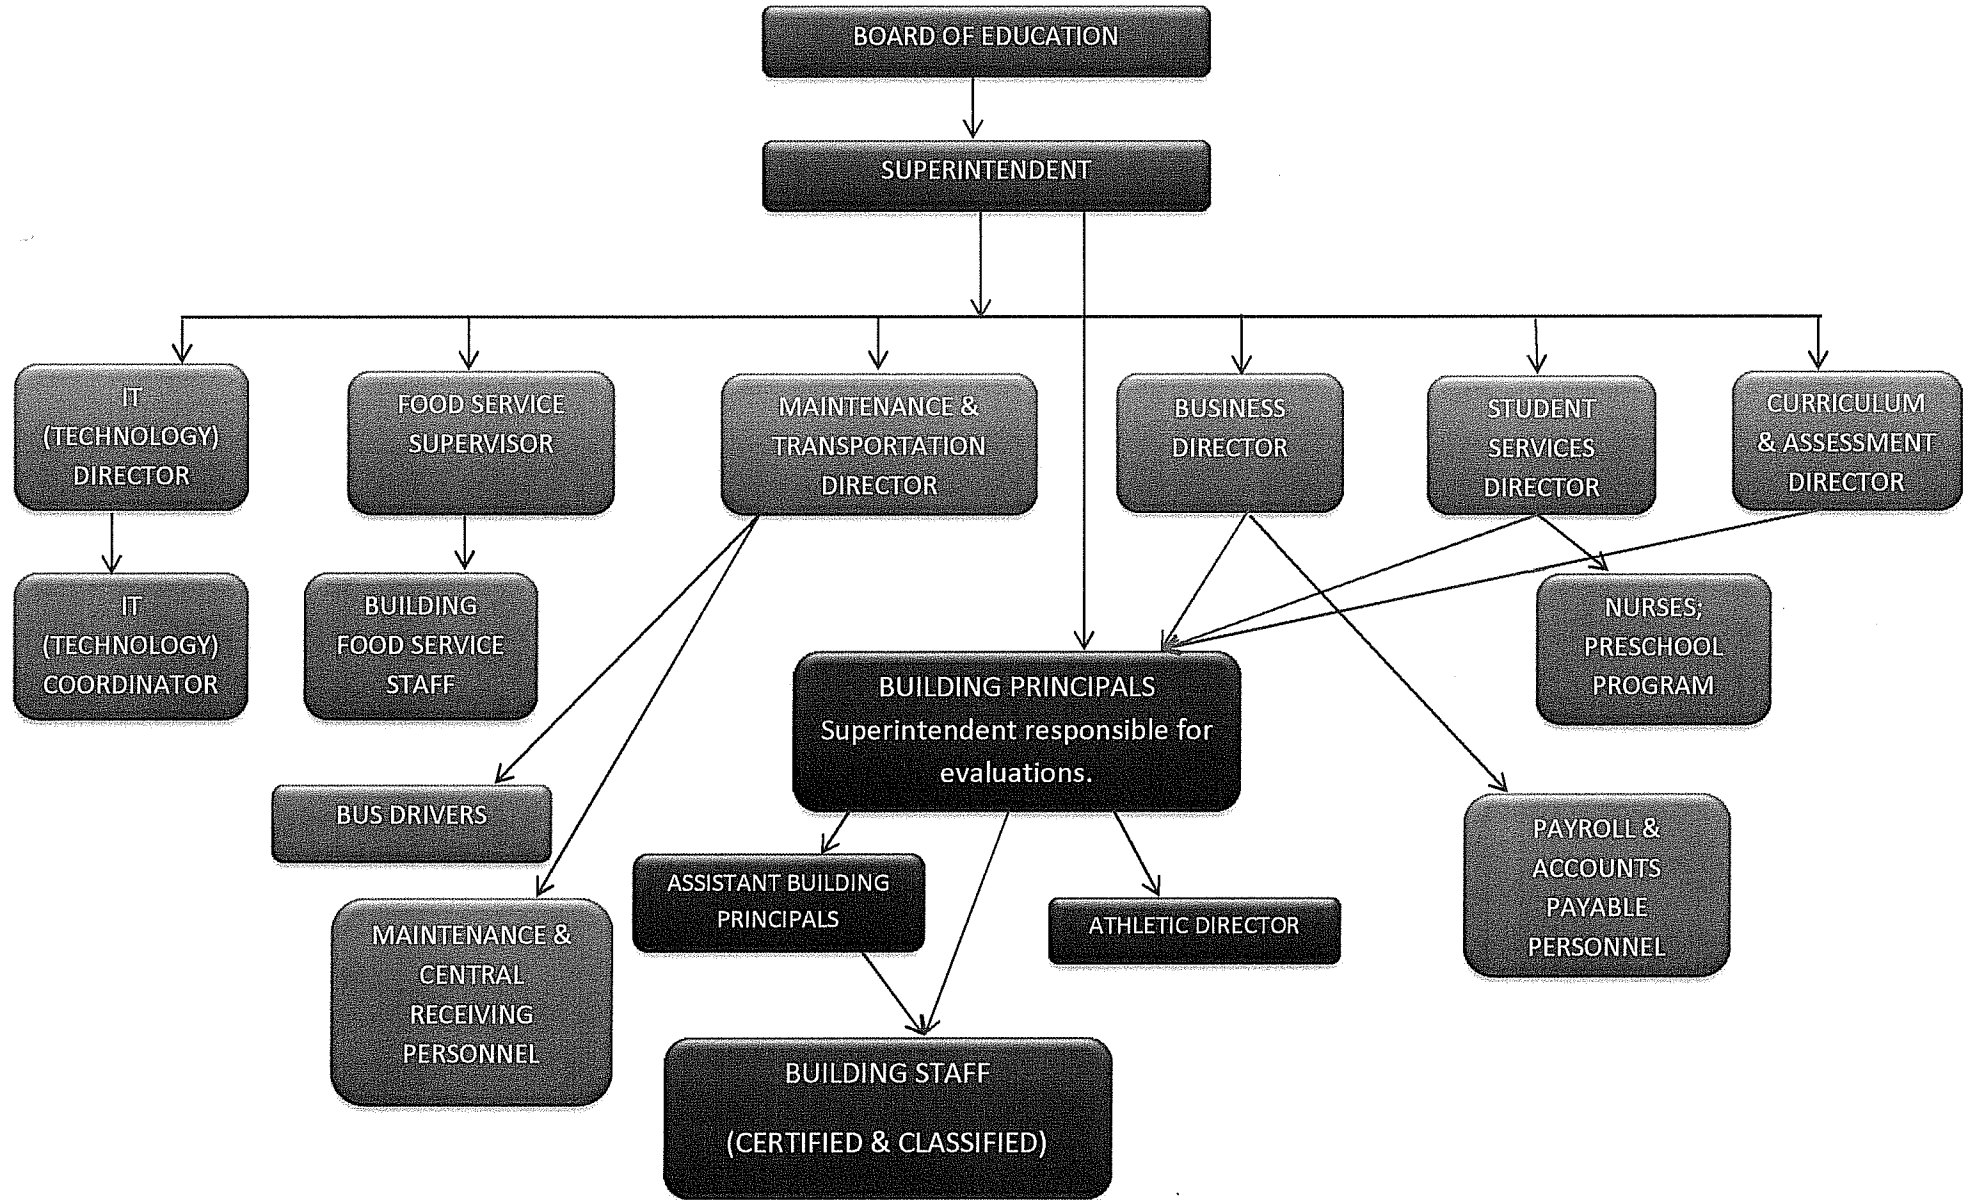 BOARD OF EDUCATION
SUPERINTENDENT
IT
(TECHNOLOGY)
DIRECTOR
FOOD SERVICE
SUPERVISOR
MAINTENANCE &
TRANSPORTATION
DIRECTOR
BUSINESS
DIRECTOR
STUDENT
SERVICES
DIRECTOR
CURRICULUM
& ASSESSMENT
DIRECTOR
IT
(TECHNOLOGY)
COORDINATOR
BUILDING
FOOD SERVICE
STAFF
NURSES;
PRESCHOOL
PROGRAM
BUILDING PRINCIPALS
Superintendent responsible for
evaluations.
BUS DRIVERS
PAYROLL &
ACCOUNTS
PAYABLE
PERSONNEL
ASSISTANT BUILDING
PRINCIPALS
ATHLETIC DIRECTOR
MAINTENANCE &
CENTRAL
RECEIVING
PERSONNEL
BUILDING STAFF
(CERTIFIED & CLASSIFIED)